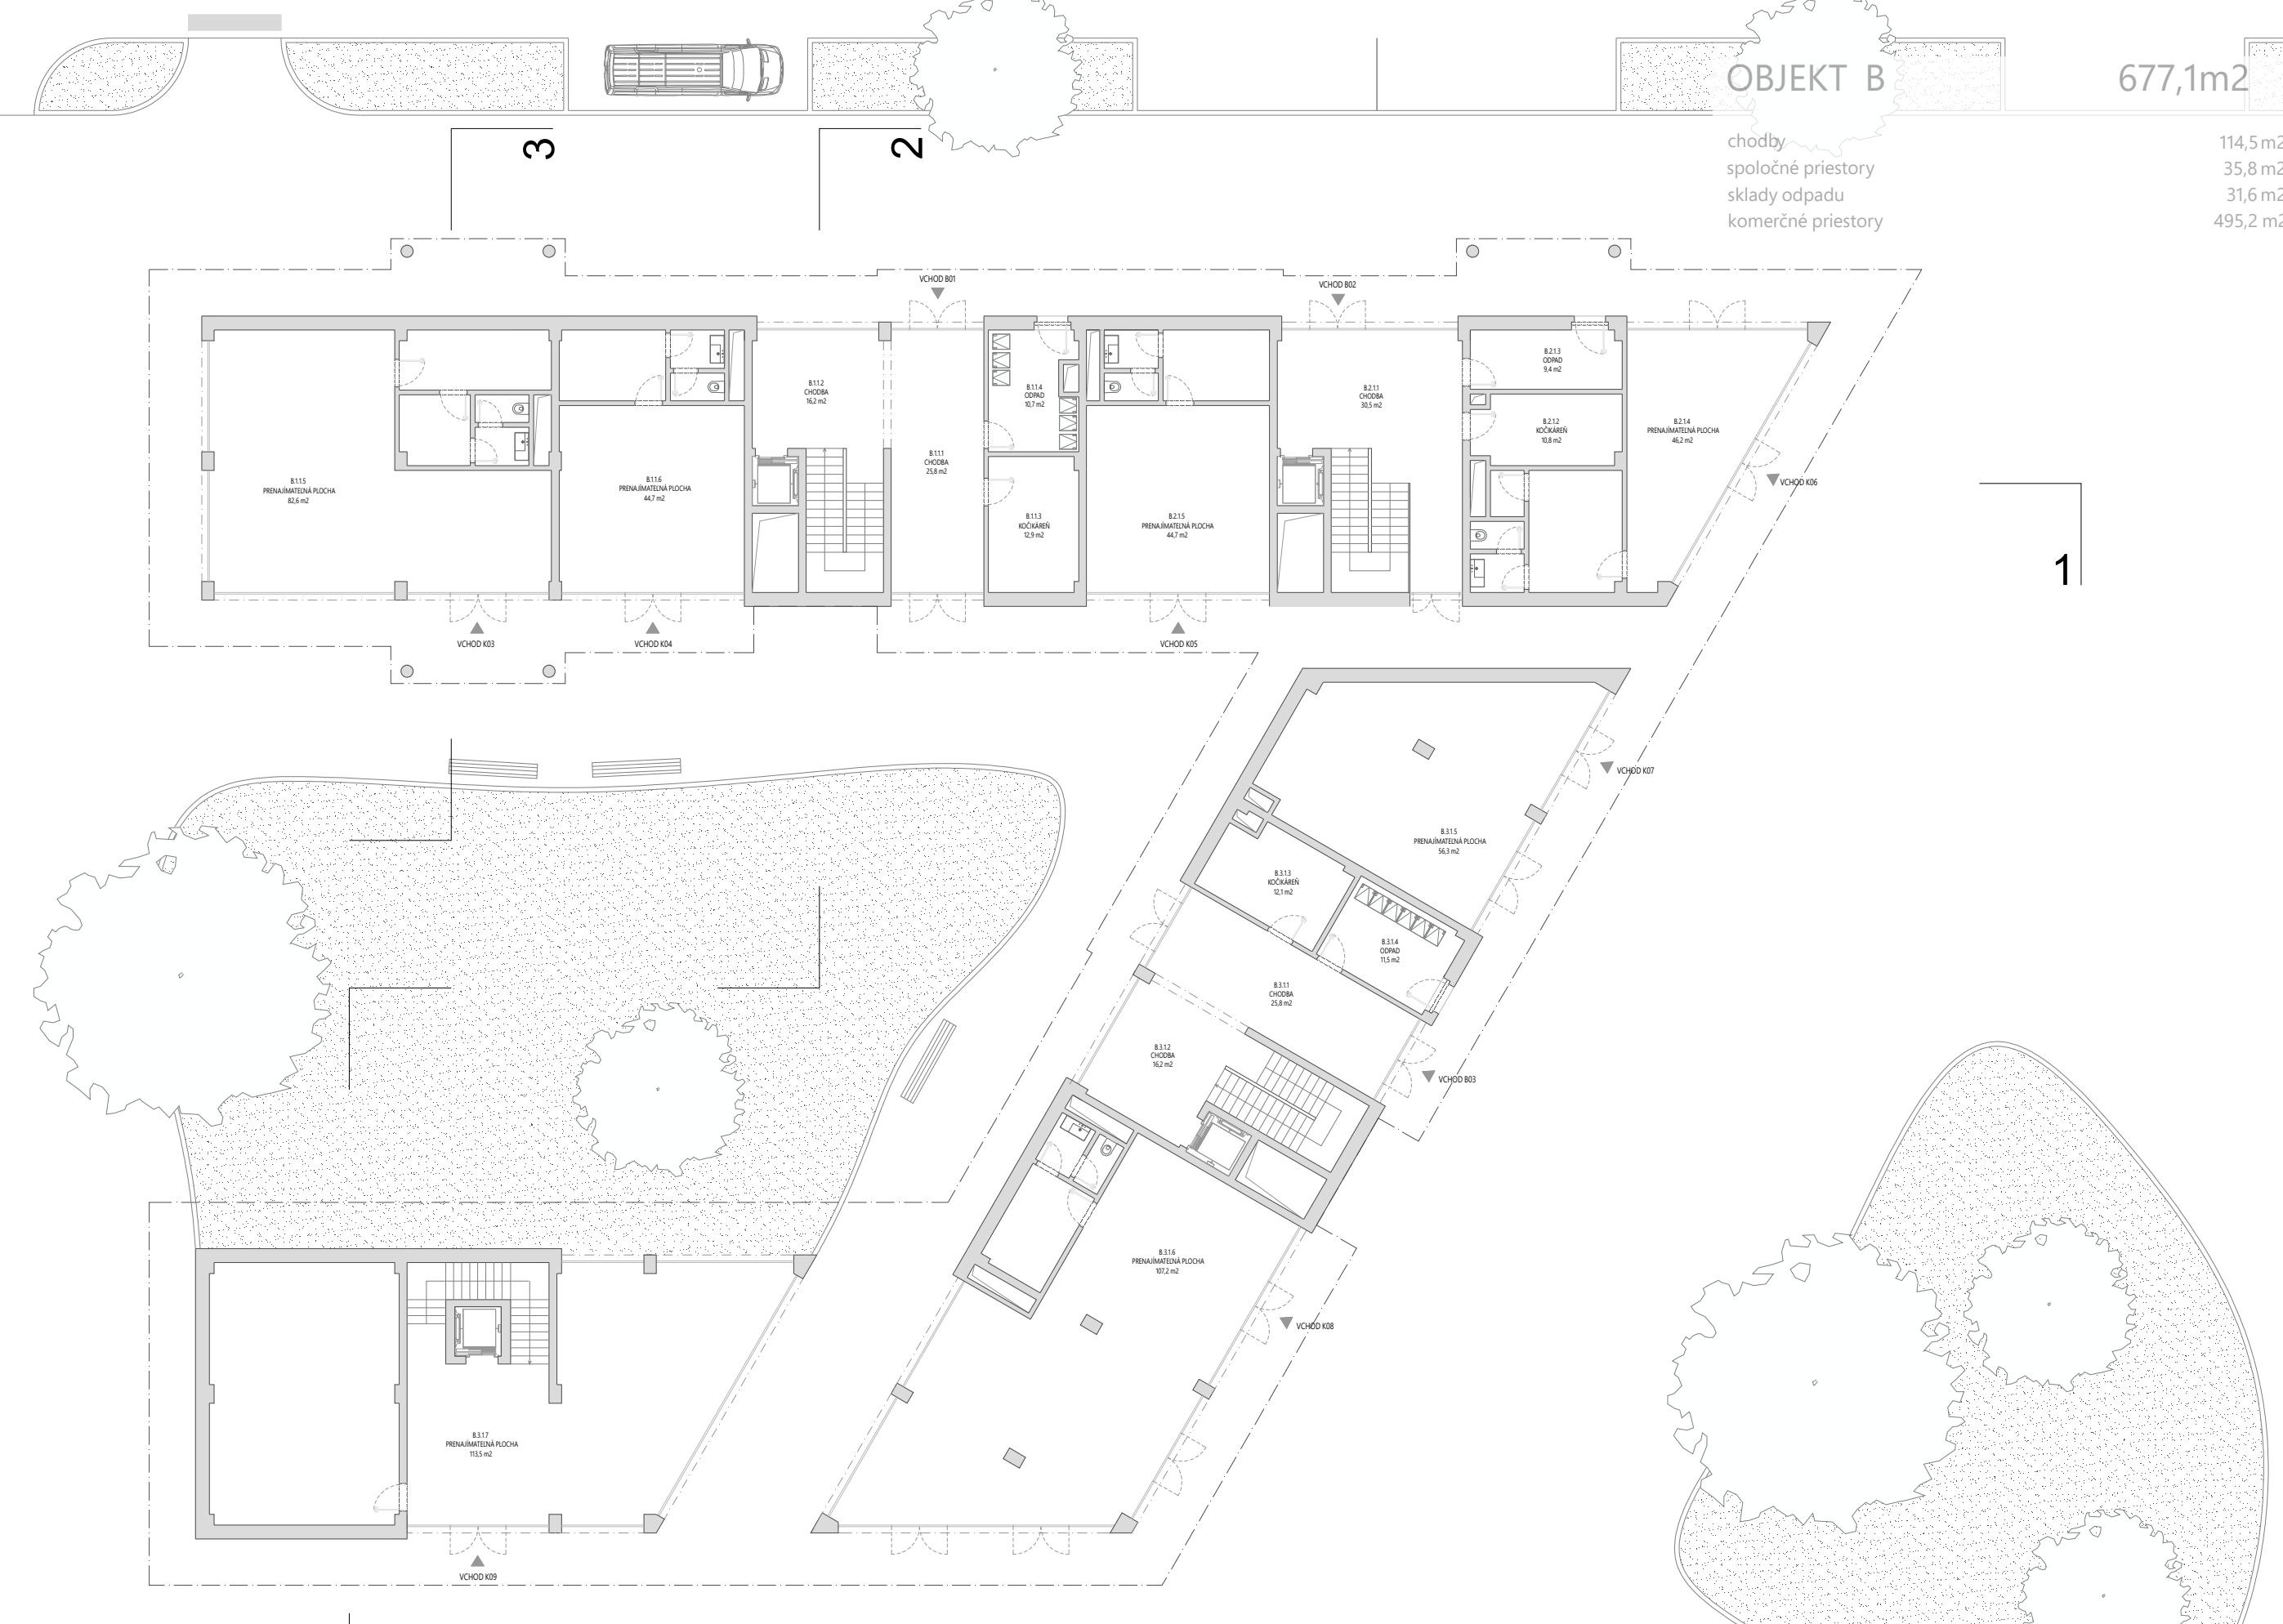 OBJEKT B 677,1m2
chodby 114,5 m2
spoločné priestory 35,8 m2
sklady odpadu 31,6 m2
komerčné priestory 495,2 m2
3
2
VCHOD B01
VCHOD B02
B.1.1.2
CHODBA
16,2 m2
B.1.1.4
ODPAD
10,7 m2
B.2.1.1
CHODBA
30,5 m2
B.2.1.3
ODPAD
9,4 m2
B.2.1.2
KOČIKÁREŇ
10,8 m2
B.2.1.4
PRENAJÍMATEĽNÁ PLOCHA
46,2 m2
B.1.1.5
PRENAJÍMATEĽNÁ PLOCHA
82,6 m2
B.1.1.6
PRENAJÍMATEĽNÁ PLOCHA
44,7 m2
B.1.1.1
CHODBA
25,8 m2
B.1.1.3
KOČIKÁREŇ
12,9 m2
B.2.1.5
PRENAJÍMATEĽNÁ PLOCHA
44,7 m2
VCHOD K06
1
VCHOD K03
VCHOD K04
VCHOD K05
VCHOD K07
B.3.1.5
PRENAJÍMATEĽNÁ PLOCHA
56,3 m2
B.3.1.3
KOČIKÁREŇ
12,1 m2
B.3.1.4
ODPAD
11,5 m2
B.3.1.1
CHODBA
25,8 m2
B.3.1.2
CHODBA
16,2 m2
VCHOD B03
B.3.1.6
PRENAJÍMATEĽNÁ PLOCHA
107,2 m2
VCHOD K08
B.3.1.7
PRENAJÍMATEĽNÁ PLOCHA
113,5 m2
VCHOD K09